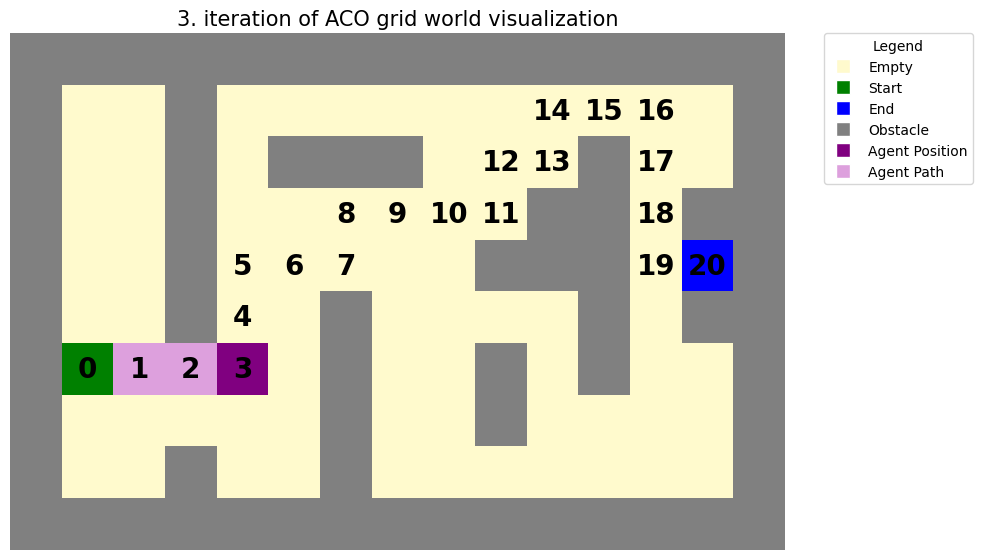 3. iteration of ACO grid world visualization
Legend
Empty
Start
End
Obstacle
Agent Position
Agent Path
14 15 16
12 13 17
8 9 10 11 18
5 6 7 19 20
4
0 1 2 3